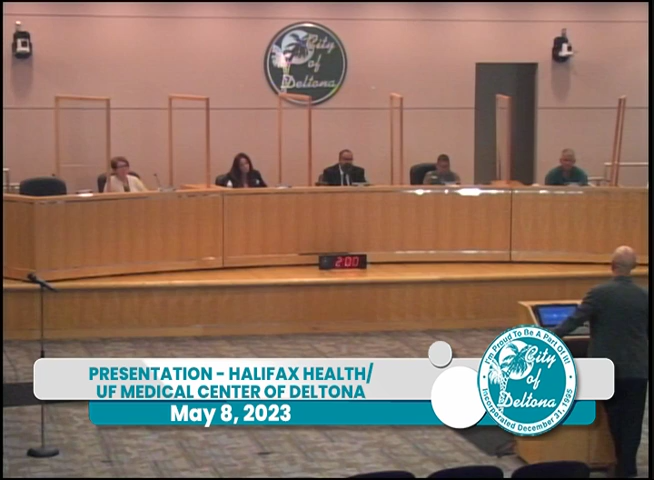 City
of
Deltona
2:00
PRESENTATION - HALIFAX HEALTH/
UF MEDICAL CENTER OF DELTONA
May 8, 2023
I'm Proud To Be A Part Of It!
City
of
Deltona
Incorporated December 31, 1995